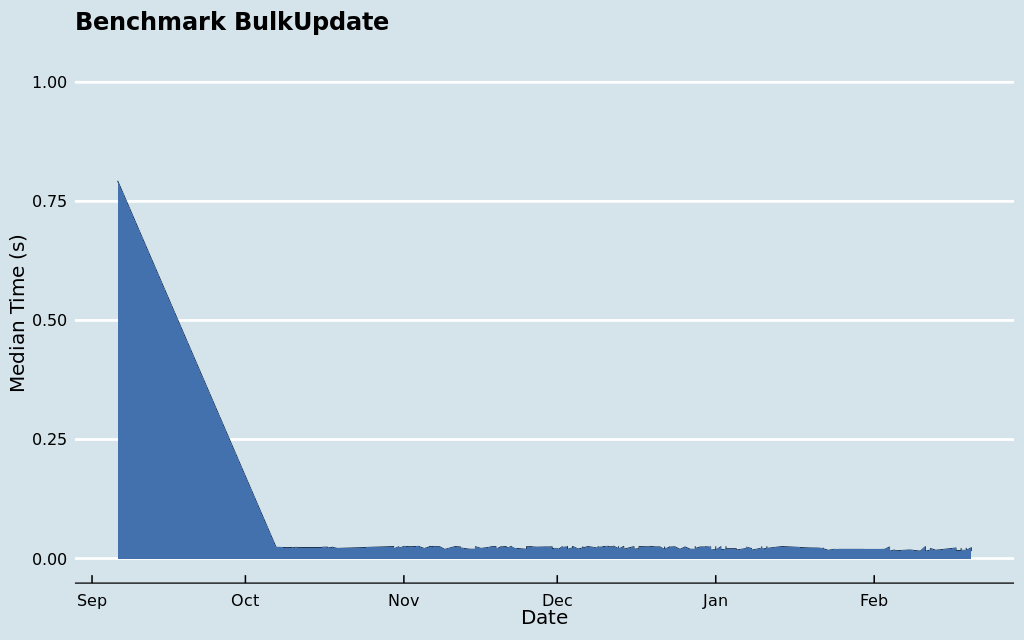 Benchmark BulkUpdate
1.00
0.75
0.50
0.25
0.00
Median Time (s)
Sep Oct Nov Dec Jan Feb
Date